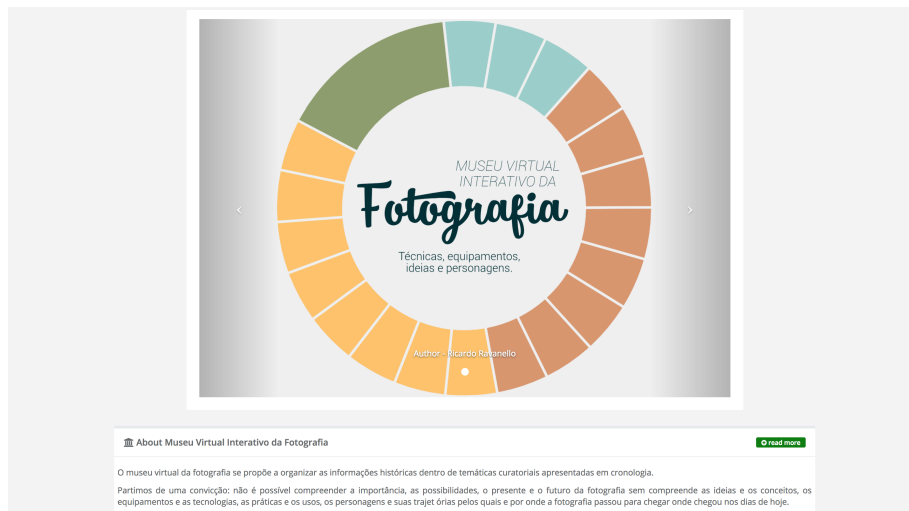 MUSEU VIRTUAL
INTERATIVO DA
Fotografia
Técnicas, equipamentos,
ideias e personagens.
Author - Ricardo Ravanello
About Museu Virtual Interativo da Fotografia
read more
O museu virtual da fotografia se propõe a organizar as informações históricas dentro de temáticas curatoriais apresentadas em cronologia.
Partimos de uma convicção: não é possível compreender a importância, as possibilidades, o presente e o futuro da fotografia sem compreende as ideias e os conceitos, os
equipamentos e as tecnologias, as práticas e os usos, os personagens e suas trajet órias pelos quais e por onde a fotografia passou para chegar onde chegou nos dias de hoje.